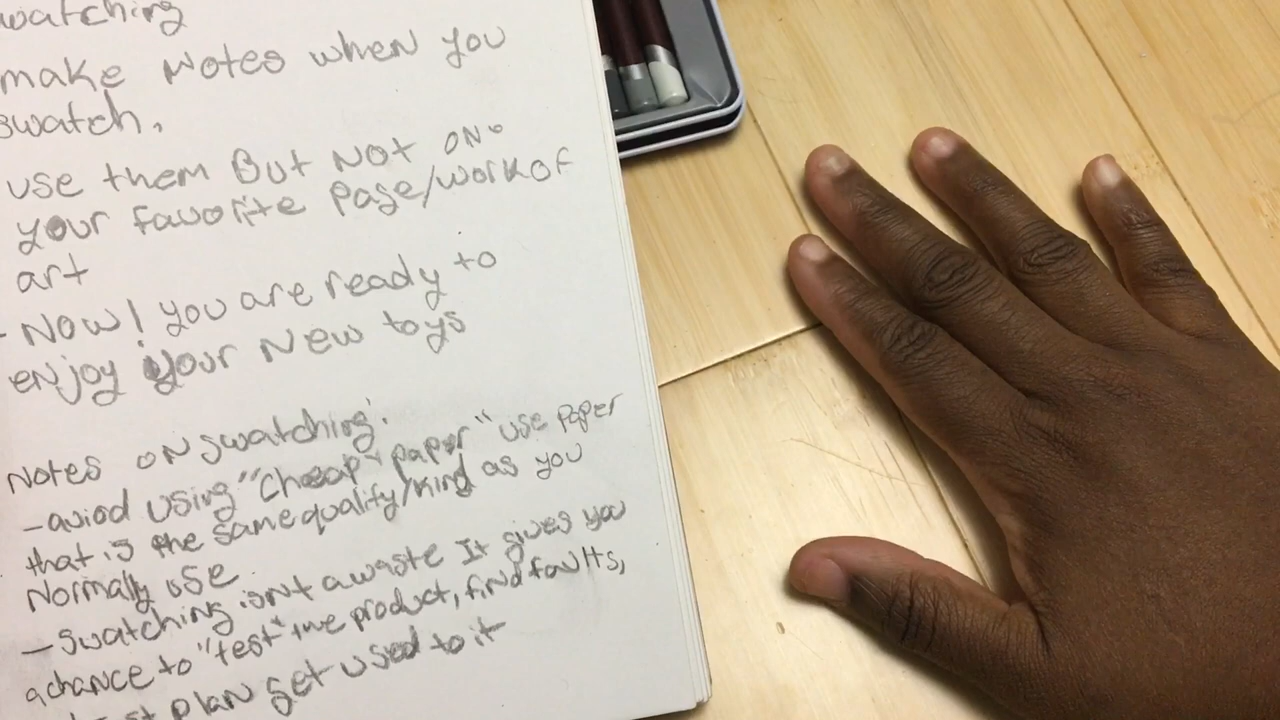 watching
make Notes when you
swatch.
use them But Not ON
your favorite page/work of
art
- Now! you are ready to
enjoy your New toys
Notes on swatching:
- aviod using "cheap" paper" use paper
that is the same quality/kind as you
Normally use
- swatching isnt a waste It gives you
a chance to "test" the product, find faults,
plan get used to it